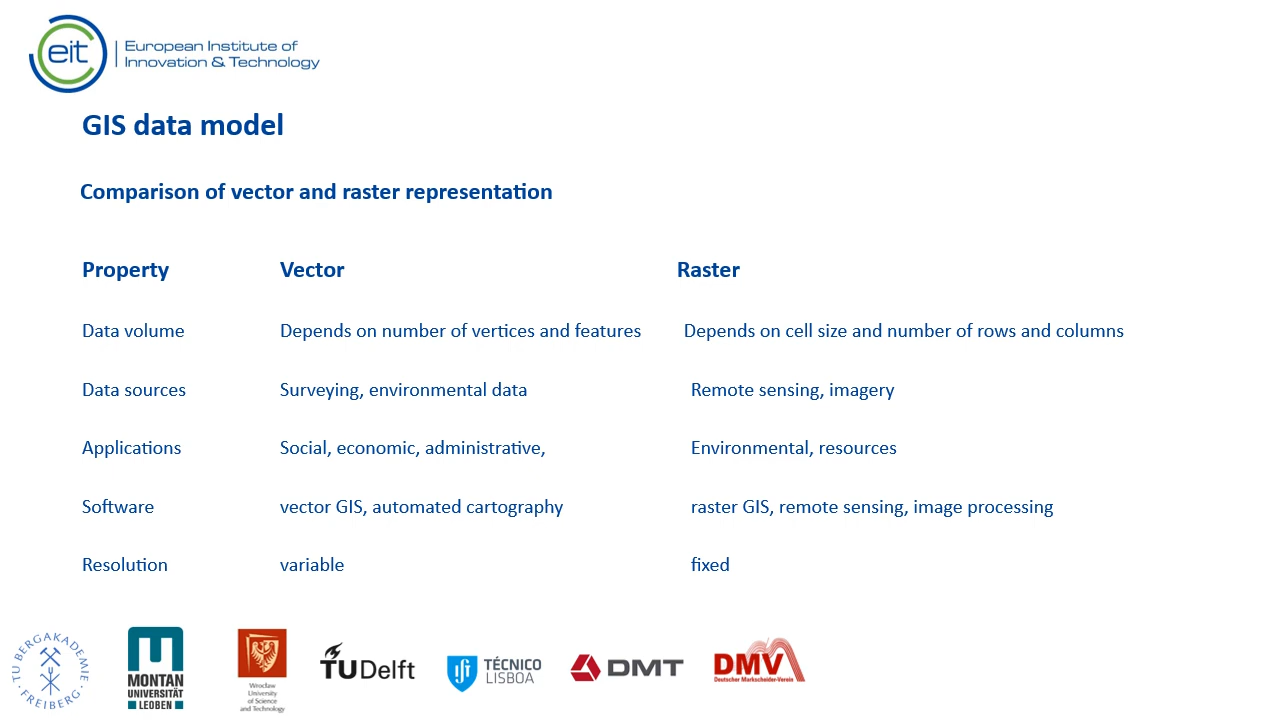 eit
European Institute of
Innovation & Technology
GIS data model
Comparison of vector and raster representation
Property Vector Raster
Data volume Depends on number of vertices and features Depends on cell size and number of rows and columns
Data sources Surveying, environmental data Remote sensing, imagery
Applications Social, economic, administrative, Environmental, resources
Software vector GIS, automated cartography raster GIS, remote sensing, image processing
Resolution variable fixed
· TU BERGAKADEMIE · FREIBERG
MONTAN
UNIVERSITÄT
LEOBEN
Wrocław
University
of Science
and Technology
TU Delft
TÉCNICO
LISBOA
DMT
DMV
Deutscher Markscheider-Verein